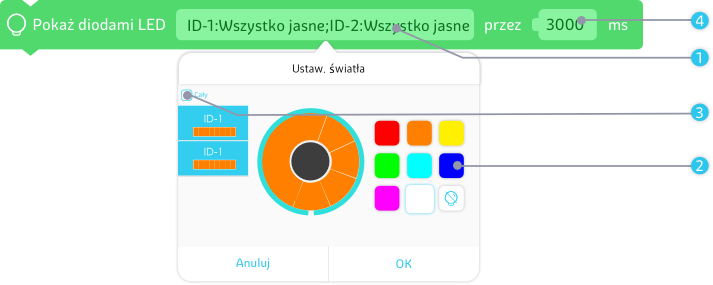 Pokaż diodami LED ID-1:Wszystko jasne;ID-2:Wszystko jasne przez 3000 ms
4
1
Ustaw. światła
Cały
3
ID-1
ID-1
2
Anuluj OK